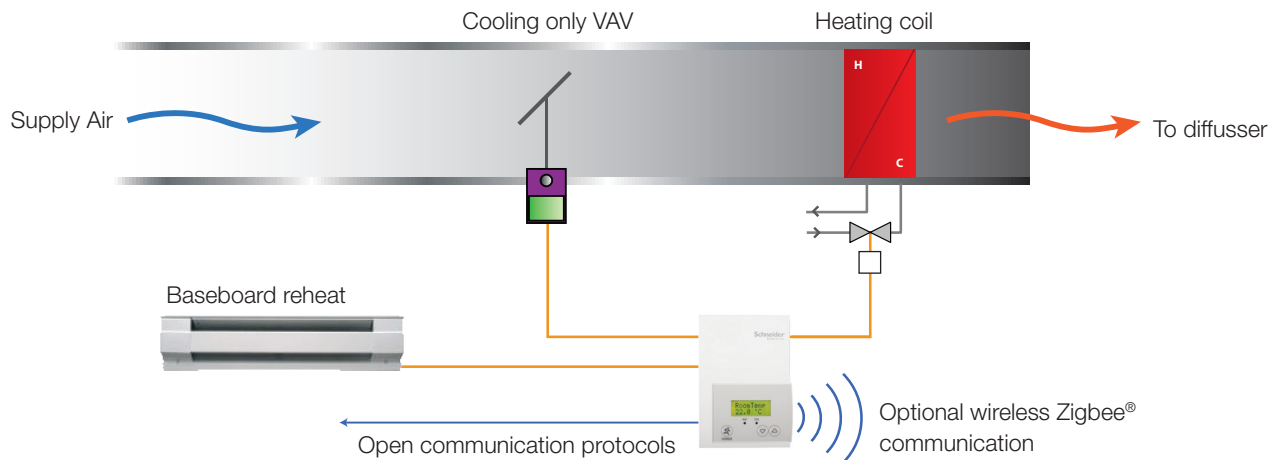 Cooling only VAV
Heating coil
H
C
Supply Air
To diffusser
Baseboard reheat
Schneider
RoomTemp
22.0 °C
Open communication protocols
Optional wireless Zigbee®
communication